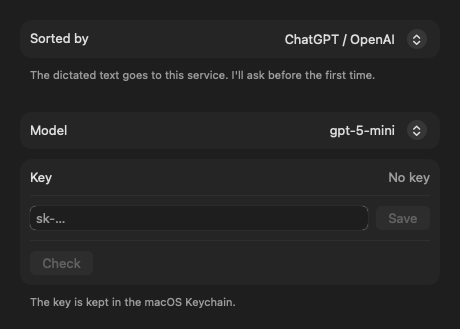 Sorted by
ChatGPT / OpenAI
The dictated text goes to this service. I'll ask before the first time.
Model
gpt-5-mini
Key
No key
sk-...
Save
Check
The key is kept in the macOS Keychain.